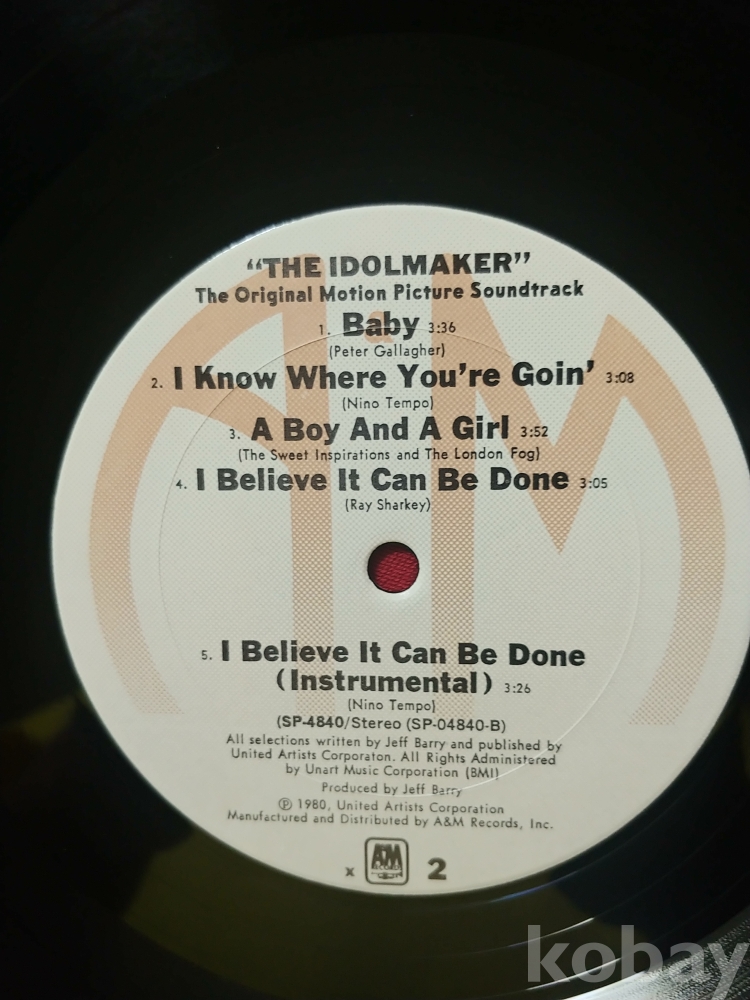 “THE IDOLMAKER”
The Original Motion Picture Soundtrack
1. Baby 3:36
(Peter Gallagher)
2. I Know Where You're Goin' 3:08
(Nino Tempo)
3. A Boy And A Girl 3:52
(The Sweet Inspirations and The London Fog)
4. I Believe It Can Be Done 3:05
(Ray Sharkey)
5. I Believe It Can Be Done
(Instrumental) 3:26
(Nino Tempo)
(SP-4840/Stereo (SP-04840-B)
All selections written by Jeff Barry and published by
United Artists Corporaton. All Rights Administered
by Unart Music Corporation (BMI)
Produced by Jeff Barry
℗ 1980, United Artists Corporation
Manufactured and Distributed by A&M Records, Inc.
x A&M RECORDS 2
kobay